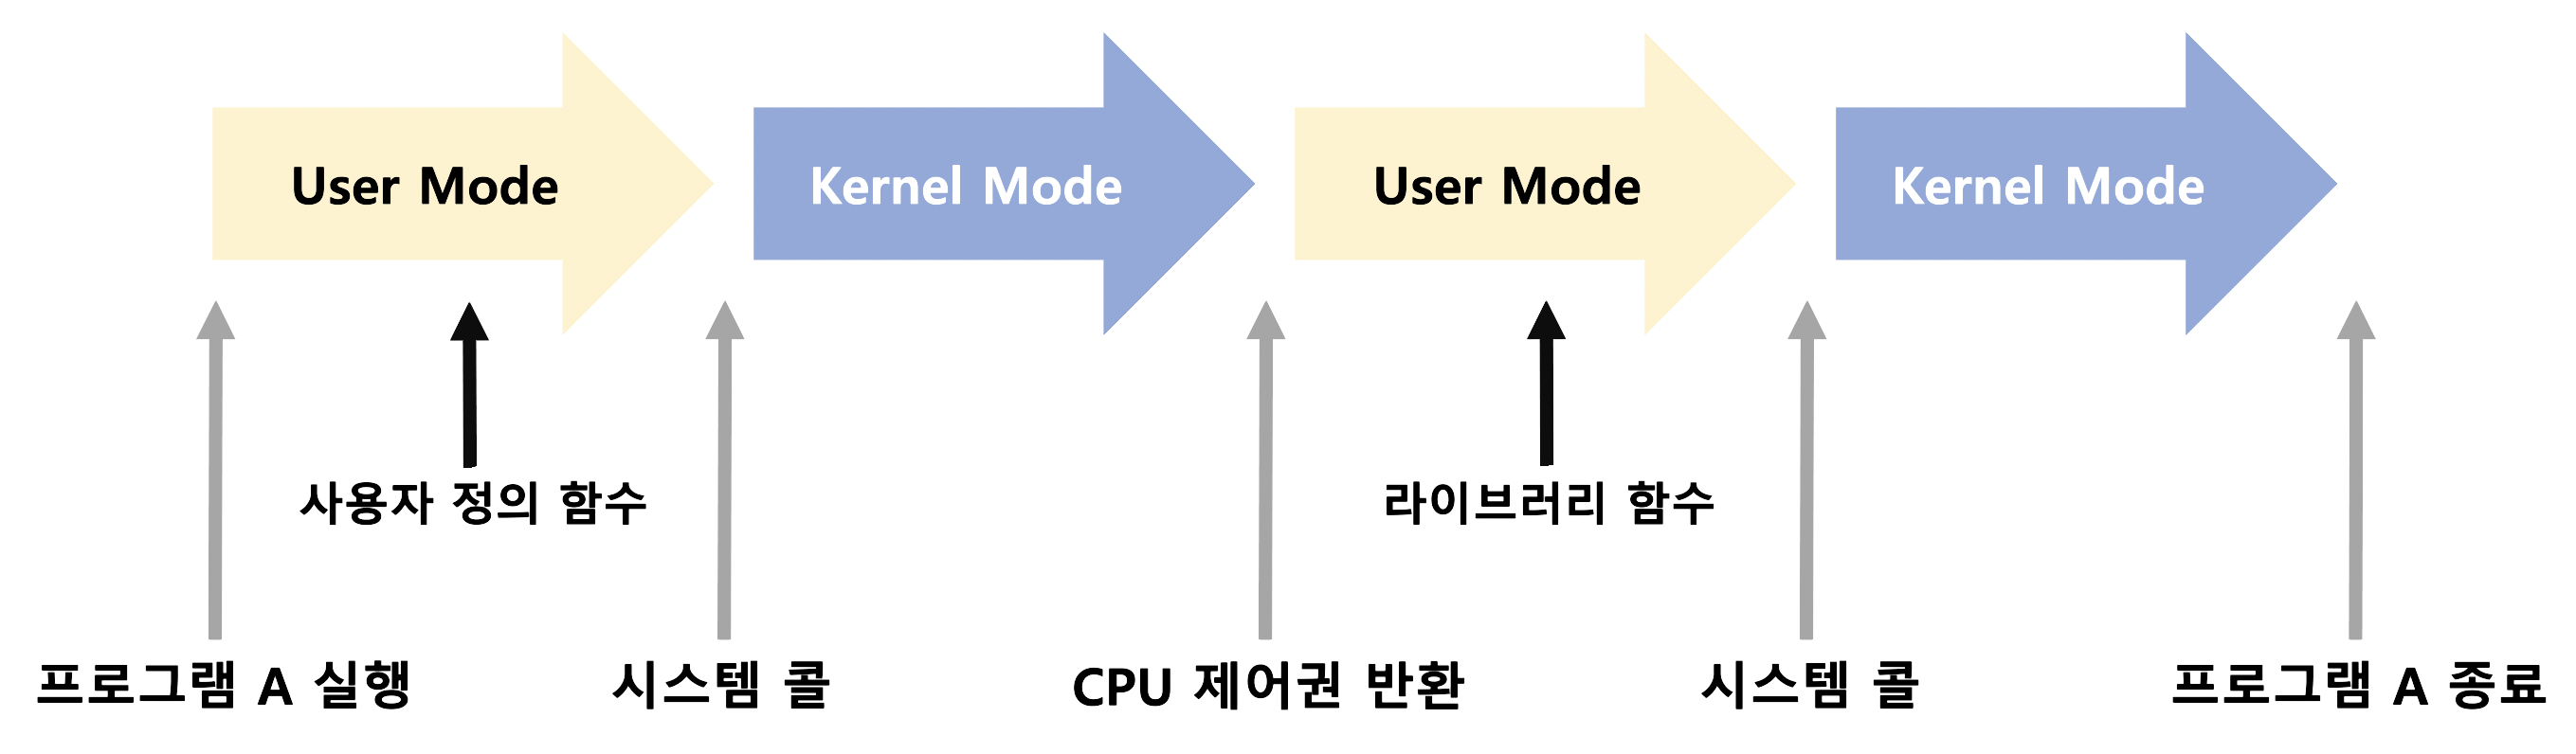 User Mode
Kernel Mode
User Mode
Kernel Mode
사용자 정의 함수
라이브러리 함수
프로그램 A 실행
시스템 콜
CPU 제어권 반환
시스템 콜
프로그램 A 종료